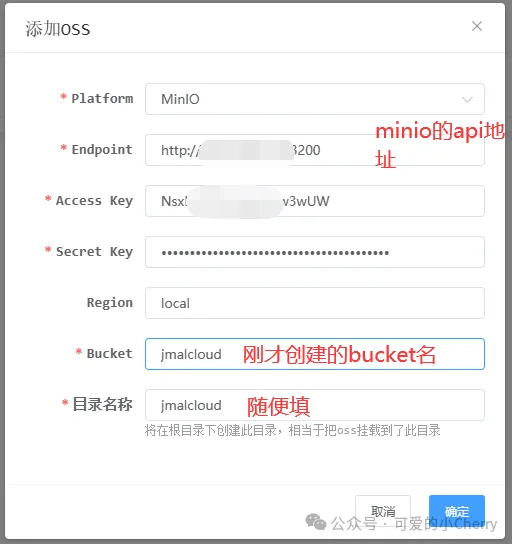 添加oss
* Platform MinIO
minio的api地
* Endpoint http:// 3200
址
* Access Key Nsx w3wUW
* Secret Key ••••••••••••••••••••••••••••••••••••••••
Region local
* Bucket jmalcloud 刚才创建的bucket名
* 目录名称 jmalcloud 随便填
将在根目录下创建此目录，相当于把oss挂载到了此目录
取消 确定
公众号 · 可爱的小Cherry